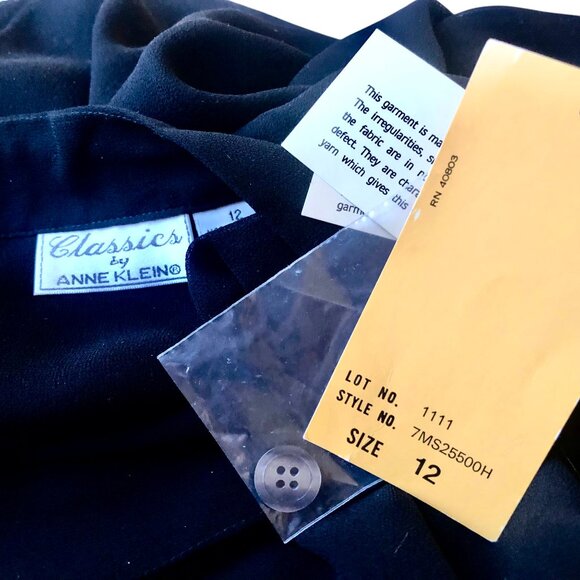 Classics
by
ANNE KLEIN®
12
This garment is ma
The irregularities, s
the fabric are in n
defect. They are chara
yarn which gives this
garm
RN 40803
LOT NO. 1111
STYLE NO. 7MS25500H
SIZE 12